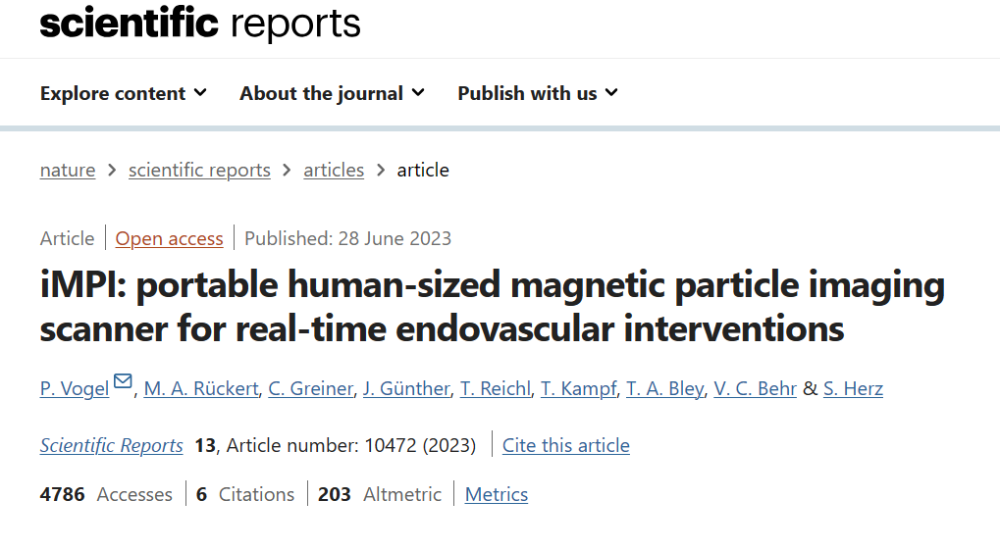 scientific reports
Explore content About the journal Publish with us
nature > scientific reports > articles > article
Article | Open access | Published: 28 June 2023
iMPI: portable human-sized magnetic particle imaging
scanner for real-time endovascular interventions
P. Vogel, M. A. Rückert, C. Greiner, J. Günther, T. Reichl, T. Kampf, T. A. Bley, V. C. Behr & S. Herz
Scientific Reports 13, Article number: 10472 (2023) | Cite this article
4786 Accesses | 6 Citations | 203 Altmetric | Metrics